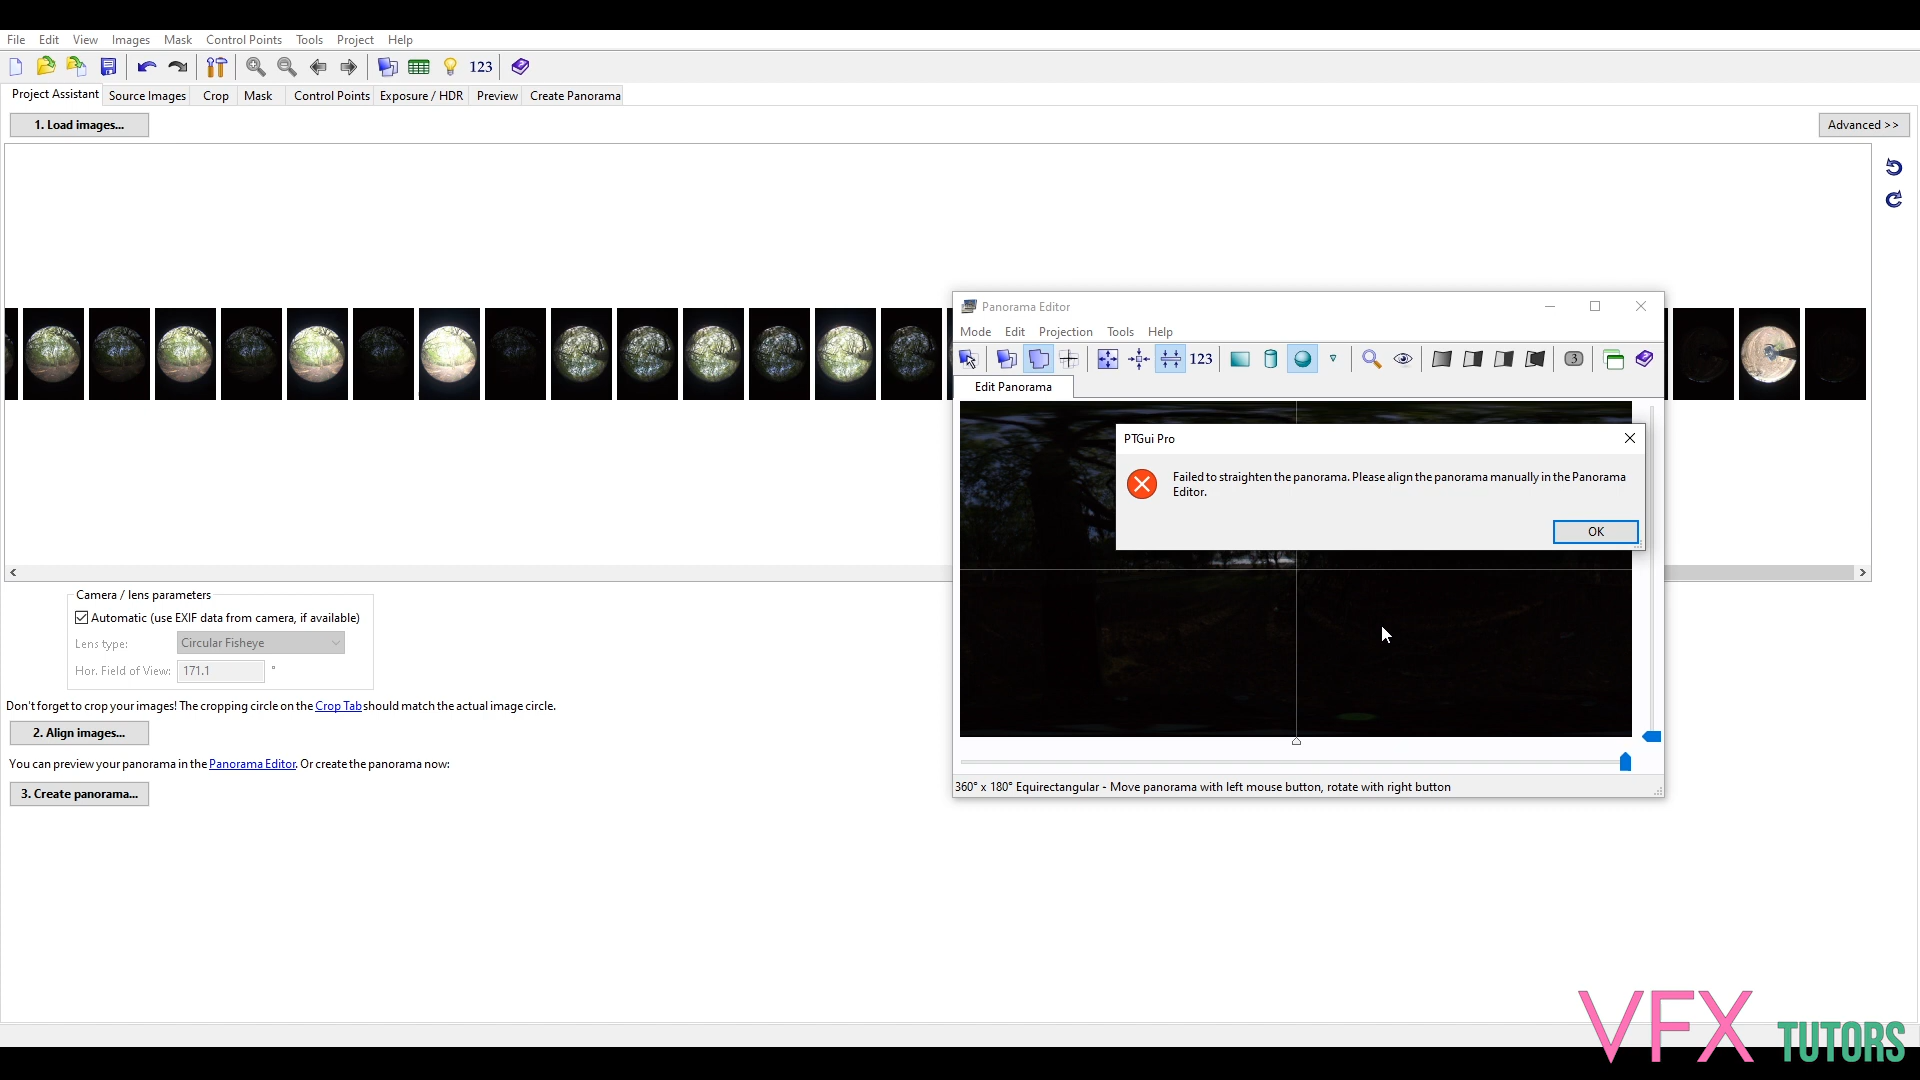 File Edit View Images Mask Control Points Tools Project Help
123
Project Assistant Source Images Crop Mask Control Points Exposure / HDR Preview Create Panorama
1. Load images...
Advanced >>
Panorama Editor
Mode Edit Projection Tools Help
123
3
Edit Panorama
PTGui Pro
Failed to straighten the panorama. Please align the panorama manually in the Panorama
Editor.
OK
360° x 180° Equirectangular - Move panorama with left mouse button, rotate with right button
Camera / lens parameters
Automatic (use EXIF data from camera, if available)
Lens type: Circular Fisheye
Hor. Field of View: 171.1 °
Don't forget to crop your images! The cropping circle on the Crop Tab should match the actual image circle.
2. Align images...
You can preview your panorama in the Panorama Editor. Or create the panorama now:
3. Create panorama...
VFX TUTORS